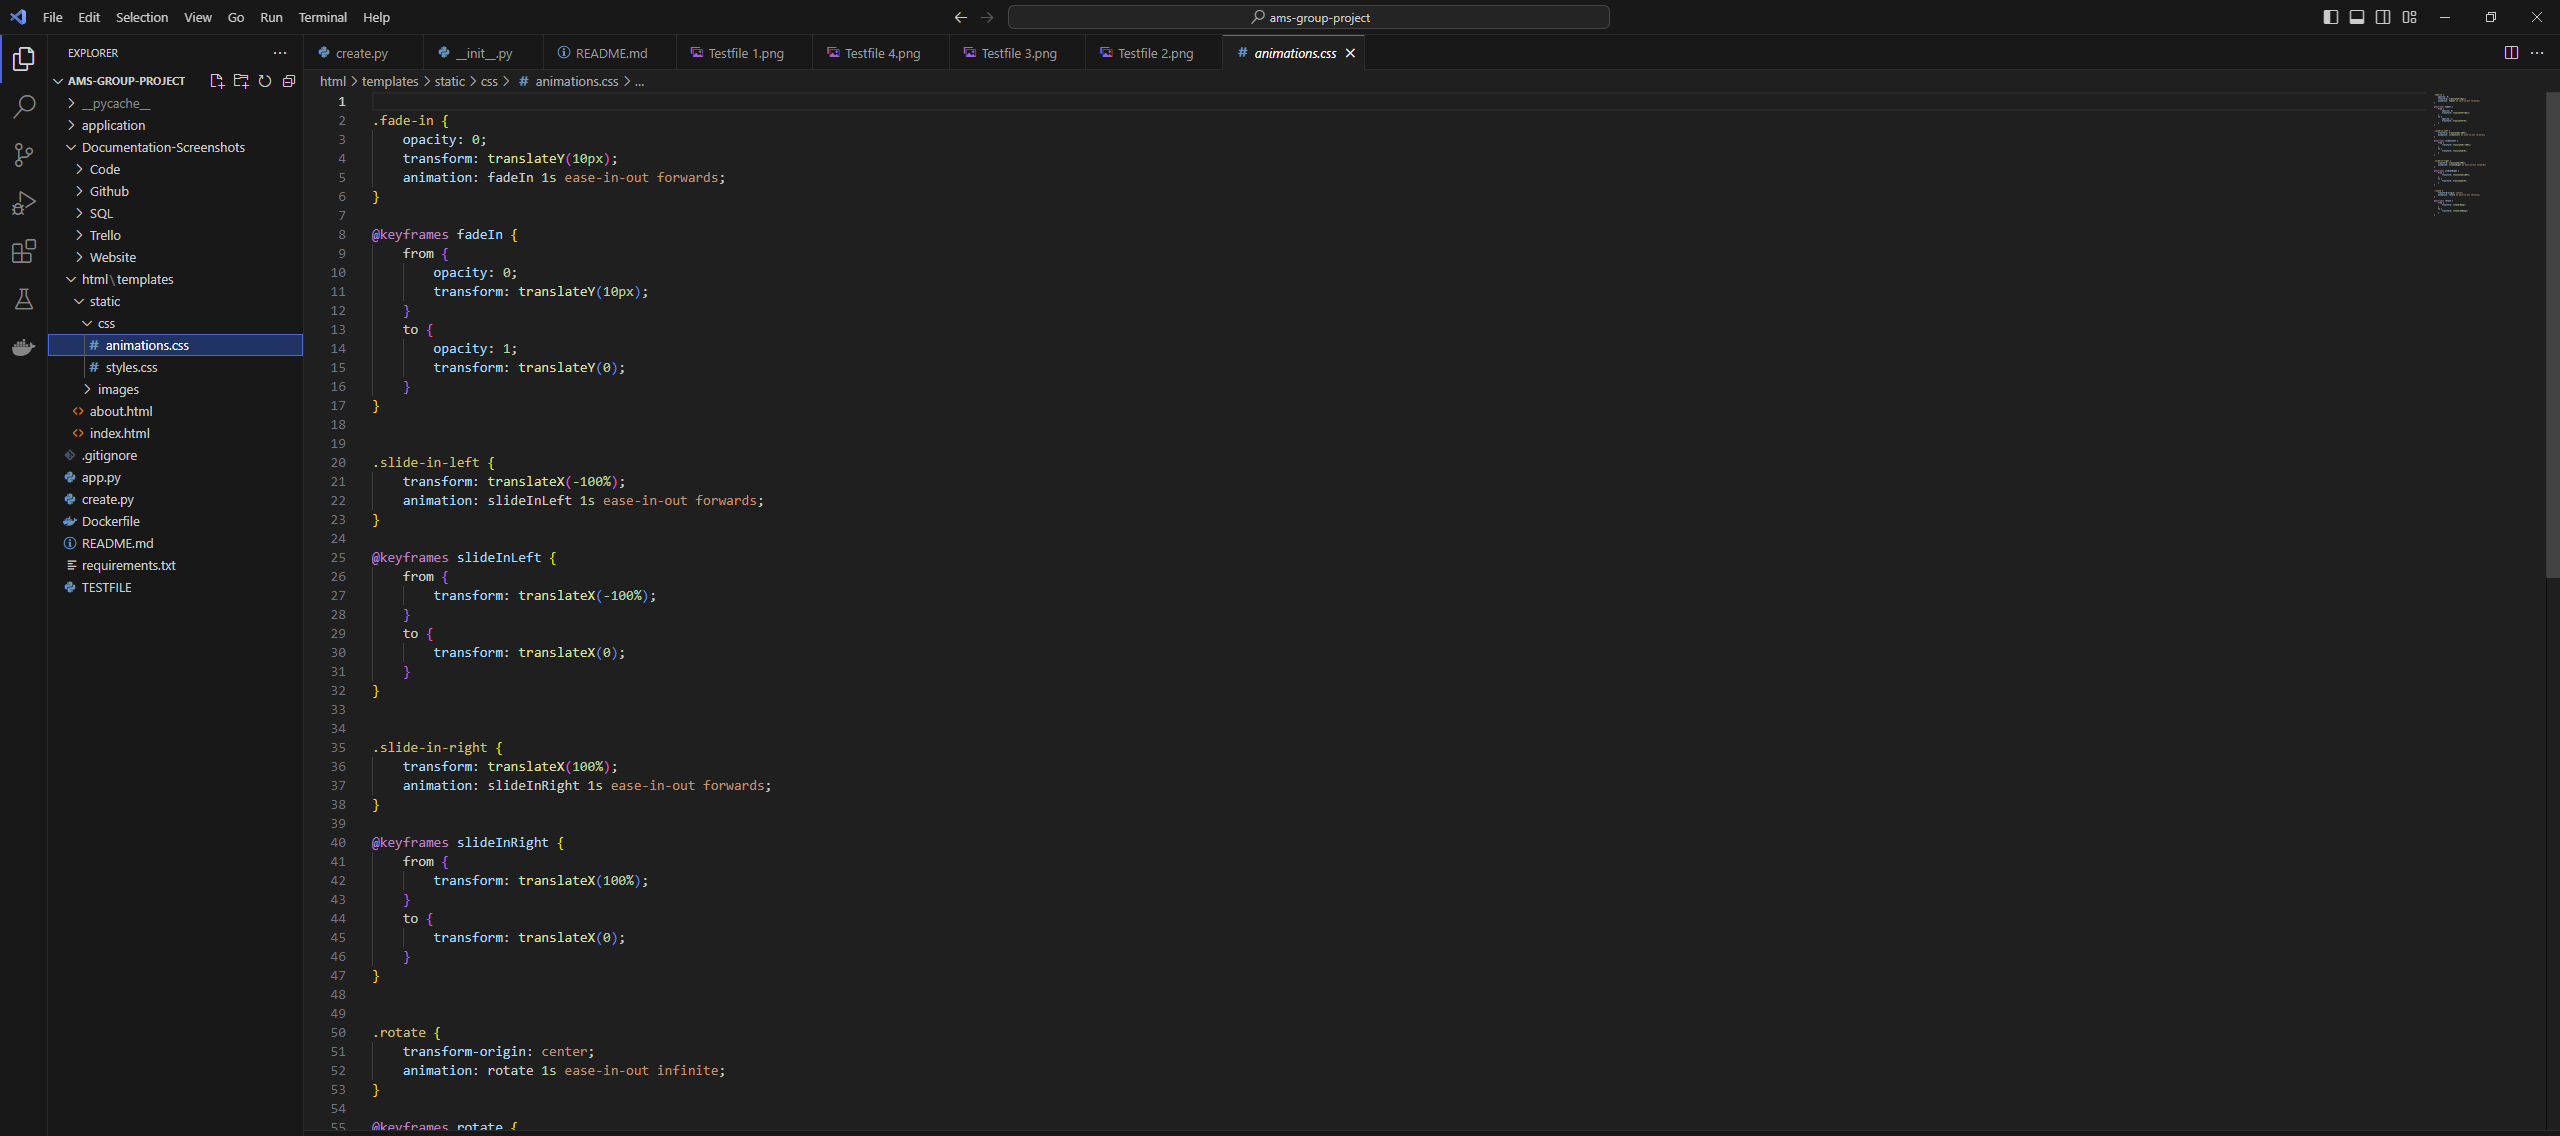 File Edit Selection View Go Run Terminal Help
ams-group-project
EXPLORER
AMS-GROUP-PROJECT
__pycache__
application
Documentation-Screenshots
Code
Github
SQL
Trello
Website
html\templates
static
css
# animations.css
# styles.css
images
<> about.html
<> index.html
.gitignore
app.py
create.py
Dockerfile
README.md
requirements.txt
TESTFILE
create.py __init__.py README.md Testfile 1.png Testfile 4.png Testfile 3.png Testfile 2.png # animations.css
html > templates > static > css > # animations.css > ...
1
2 .fade-in {
3 opacity: 0;
4 transform: translateY(10px);
5 animation: fadeIn 1s ease-in-out forwards;
6 }
7
8 @keyframes fadeIn {
9 from {
10 opacity: 0;
11 transform: translateY(10px);
12 }
13 to {
14 opacity: 1;
15 transform: translateY(0);
16 }
17 }
18
19
20 .slide-in-left {
21 transform: translateX(-100%);
22 animation: slideInLeft 1s ease-in-out forwards;
23 }
24
25 @keyframes slideInLeft {
26 from {
27 transform: translateX(-100%);
28 }
29 to {
30 transform: translateX(0);
31 }
32 }
33
34
35 .slide-in-right {
36 transform: translateX(100%);
37 animation: slideInRight 1s ease-in-out forwards;
38 }
39
40 @keyframes slideInRight {
41 from {
42 transform: translateX(100%);
43 }
44 to {
45 transform: translateX(0);
46 }
47 }
48
49
50 .rotate {
51 transform-origin: center;
52 animation: rotate 1s ease-in-out infinite;
53 }
54
55 @keyframes rotate {